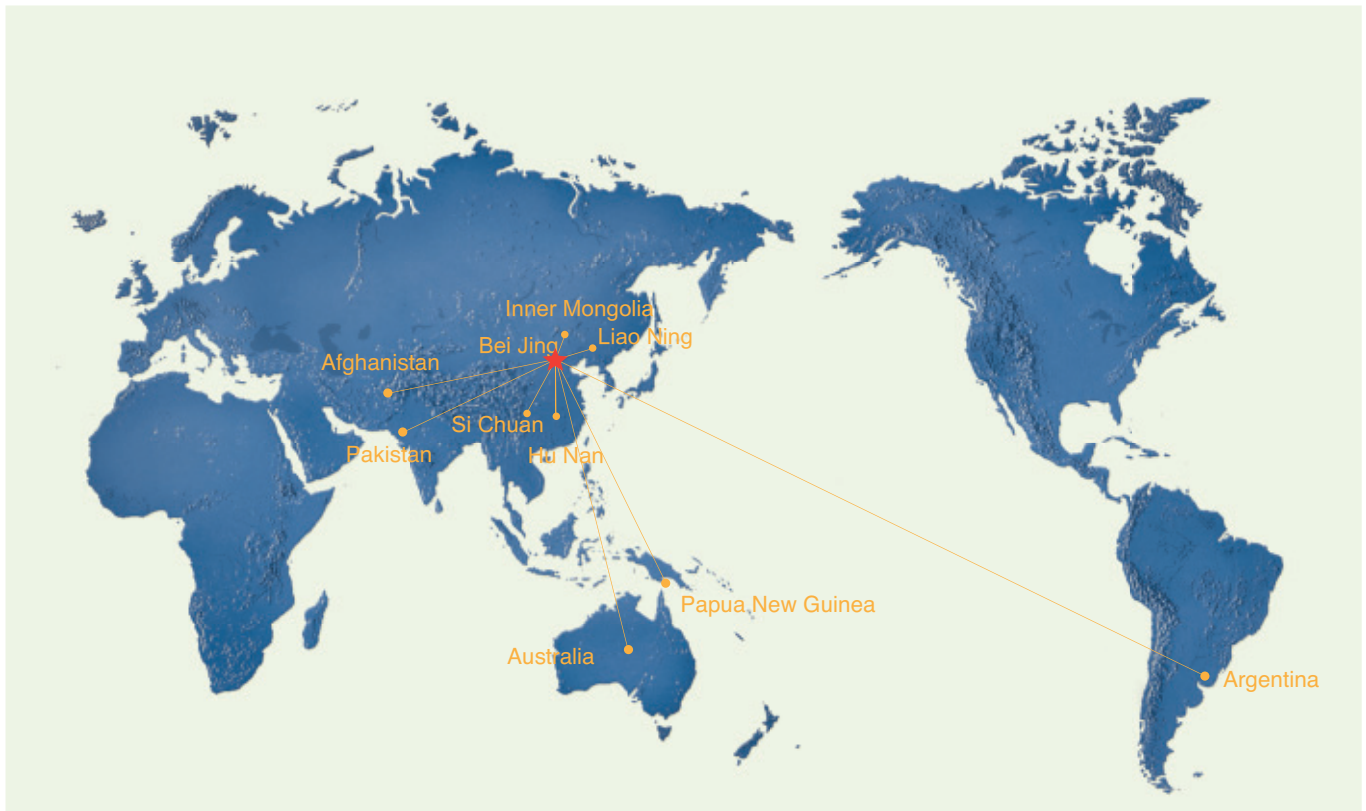 Inner Mongolia
Liao Ning
Bei Jing
Afghanistan
Si Chuan
Pakistan
Hu Nan
Papua New Guinea
Australia
Argentina